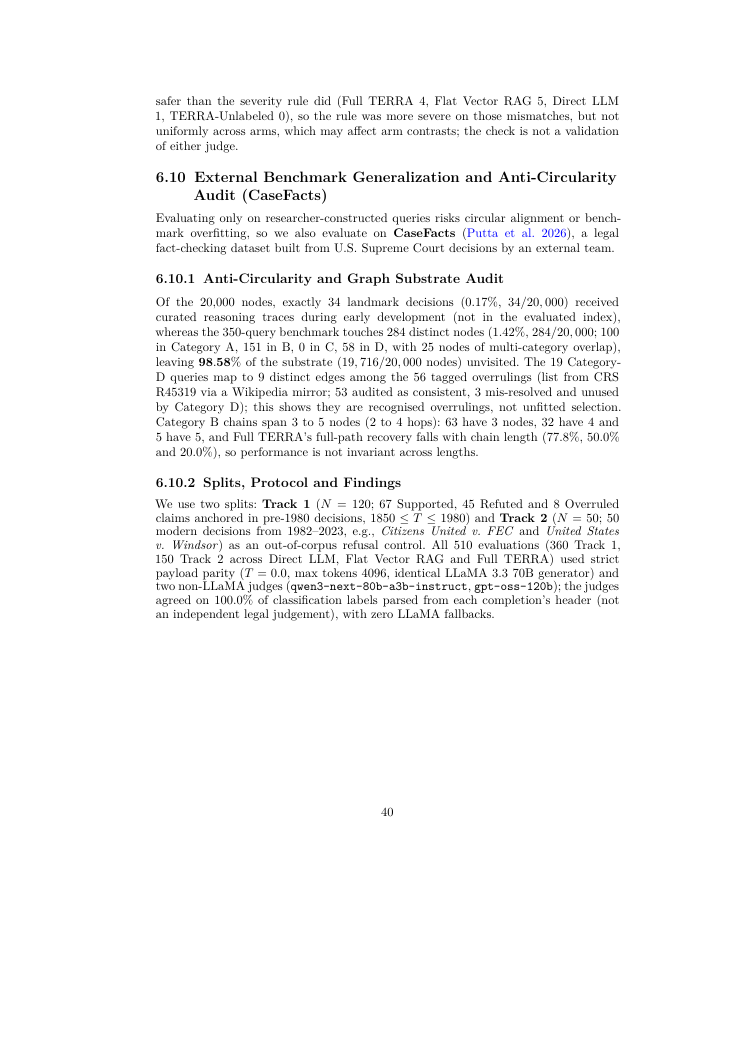 safer than the severity rule did (Full TERRA 4, Flat Vector RAG 5, Direct LLM
1, TERRA-Unlabeled 0), so the rule was more severe on those mismatches, but not
uniformly across arms, which may affect arm contrasts; the check is not a validation
of either judge.
6.10 External Benchmark Generalization and Anti-Circularity
Audit (CaseFacts)
Evaluating only on researcher-constructed queries risks circular alignment or bench-
mark overfitting, so we also evaluate on CaseFacts (Putta et al. 2026), a legal
fact-checking dataset built from U.S. Supreme Court decisions by an external team.
6.10.1 Anti-Circularity and Graph Substrate Audit
Of the 20,000 nodes, exactly 34 landmark decisions (0.17%, 34/20,000) received
curated reasoning traces during early development (not in the evaluated index),
whereas the 350-query benchmark touches 284 distinct nodes (1.42%, 284/20,000; 100
in Category A, 151 in B, 0 in C, 58 in D, with 25 nodes of multi-category overlap),
leaving 98.58% of the substrate (19,716/20,000 nodes) unvisited. The 19 Category-
D queries map to 9 distinct edges among the 56 tagged overrulings (list from CRS
R45319 via a Wikipedia mirror; 53 audited as consistent, 3 mis-resolved and unused
by Category D); this shows they are recognised overrulings, not unfitted selection.
Category B chains span 3 to 5 nodes (2 to 4 hops): 63 have 3 nodes, 32 have 4 and
5 have 5, and Full TERRA's full-path recovery falls with chain length (77.8%, 50.0%
and 20.0%), so performance is not invariant across lengths.
6.10.2 Splits, Protocol and Findings
We use two splits: Track 1 (N = 120; 67 Supported, 45 Refuted and 8 Overruled
claims anchored in pre-1980 decisions, 1850 ≤ T ≤ 1980) and Track 2 (N = 50; 50
modern decisions from 1982–2023, e.g., Citizens United v. FEC and United States
v. Windsor) as an out-of-corpus refusal control. All 510 evaluations (360 Track 1,
150 Track 2 across Direct LLM, Flat Vector RAG and Full TERRA) used strict
payload parity (T = 0.0, max tokens 4096, identical LLaMA 3.3 70B generator) and
two non-LLaMA judges (qwen3-next-80b-a3b-instruct, gpt-oss-120b); the judges
agreed on 100.0% of classification labels parsed from each completion's header (not
an independent legal judgement), with zero LLaMA fallbacks.
40